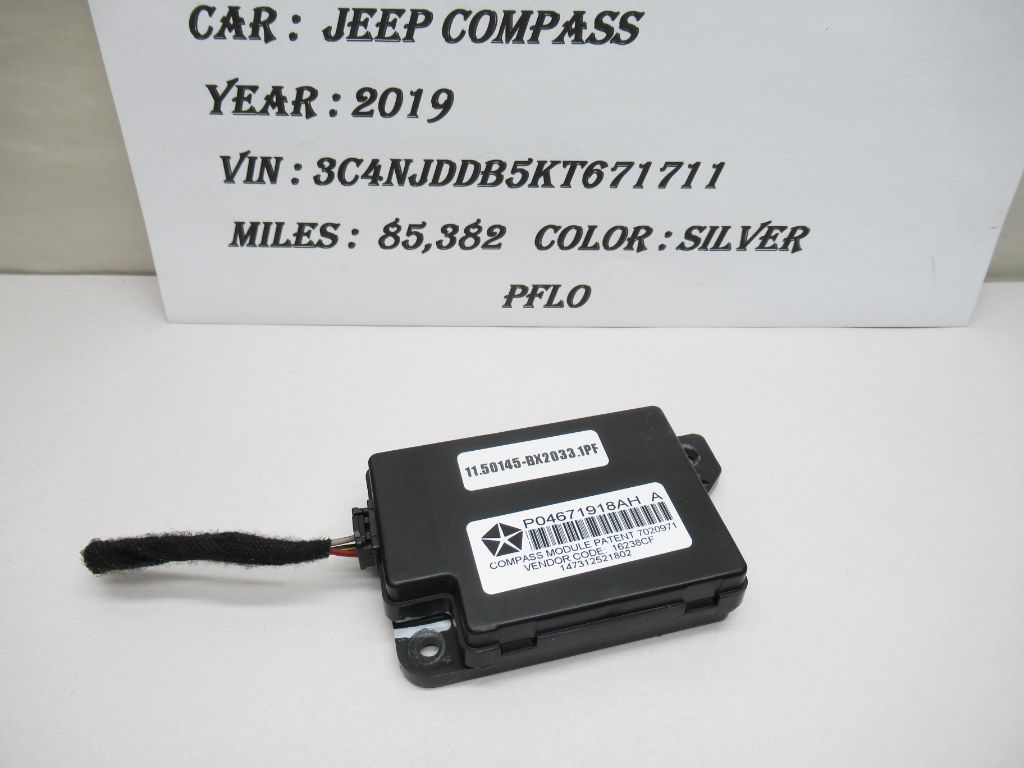 CAR : JEEP COMPASS
YEAR : 2019
VIN : 3C4NJDDB5KT671711
MILES : 85,382 COLOR : SILVER
PFLO
11.50145-BX2033.1PF
P04671918AH A
COMPASS MODULE PATENT 7020971
VENDOR CODE: 16238CF
147312521802